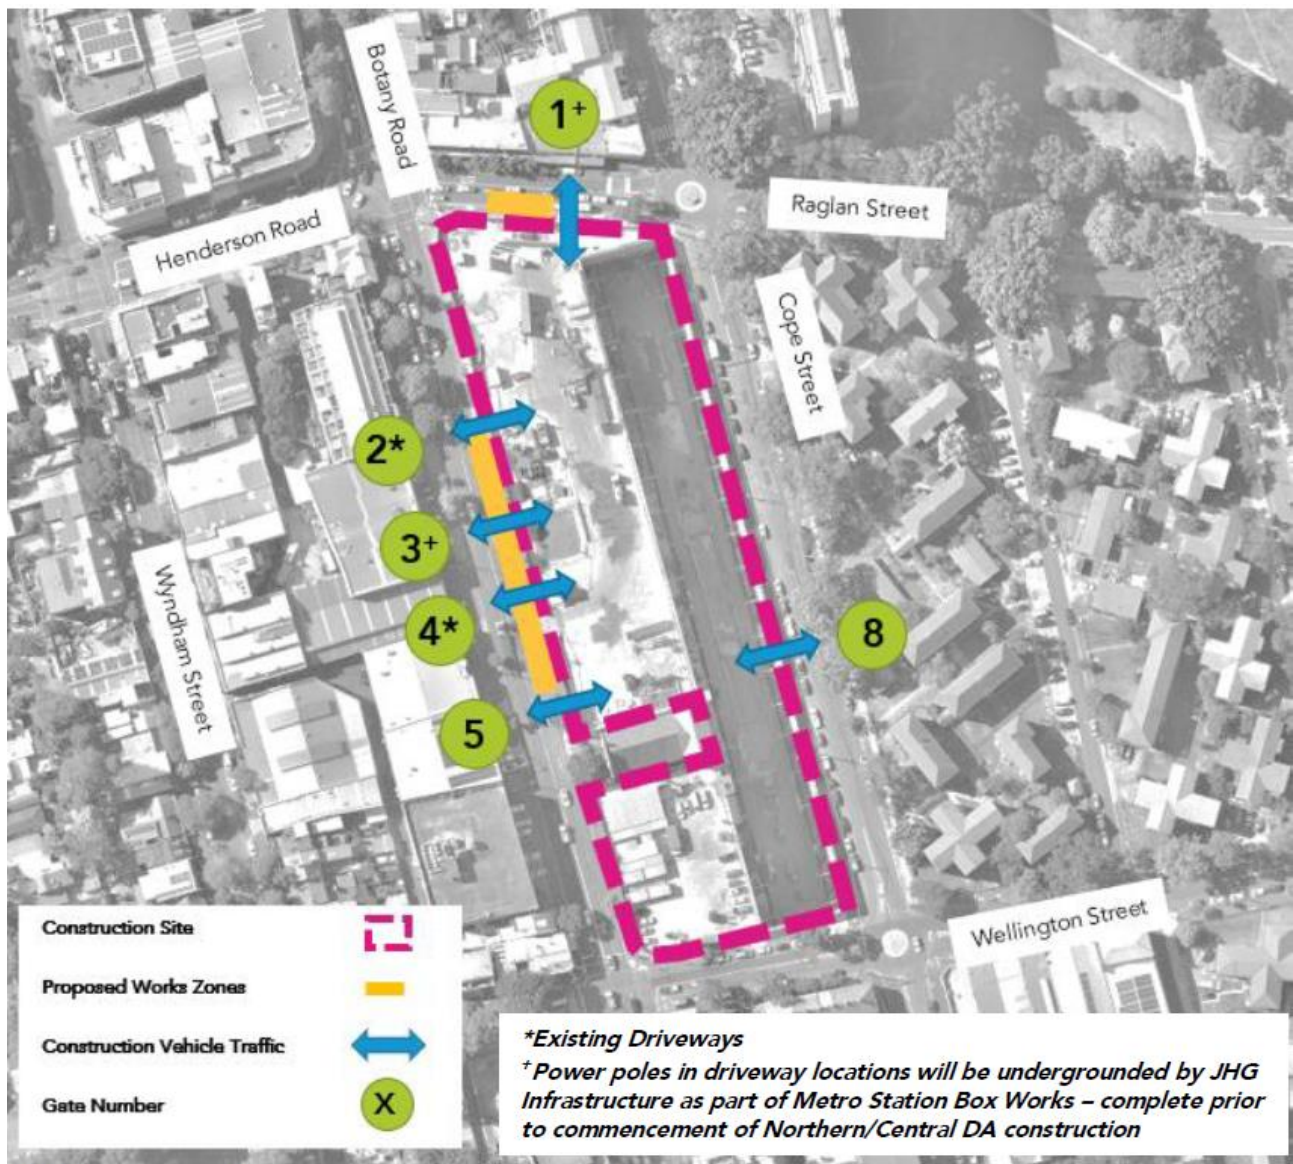 Botany Road
1+
Henderson Road
Raglan Street
Cope Street
2*
3+
Wyndham Street
4*
8
5
Wellington Street
Construction Site
Proposed Works Zones
Construction Vehicle Traffic
Gate Number
X
*Existing Driveways
+Power poles in driveway locations will be undergrounded by JHG
Infrastructure as part of Metro Station Box Works – complete prior
to commencement of Northern/Central DA construction